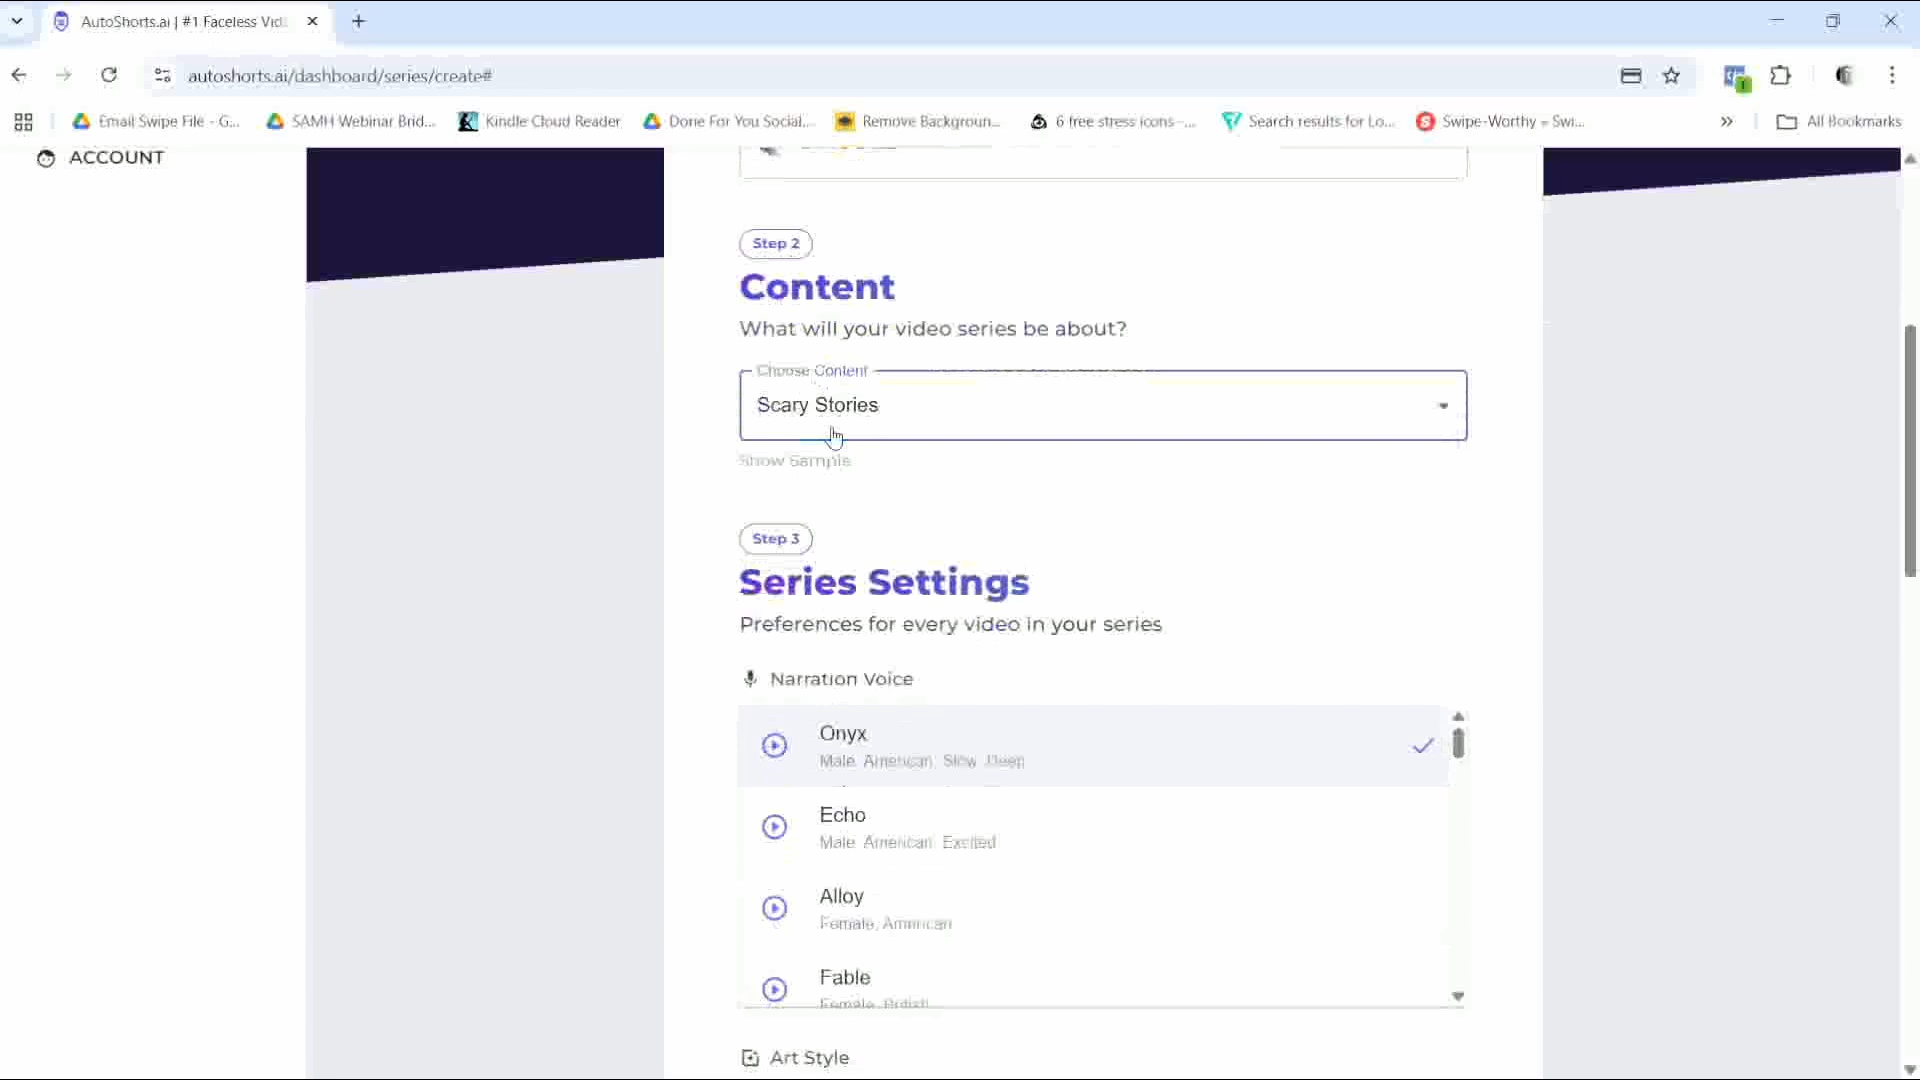 AutoShorts.ai | #1 Faceless Vid
autoshorts.ai/dashboard/series/create#
Email Swipe File - G...
SAMH Webinar Brid...
Kindle Cloud Reader
Done For You Social...
Remove Backgroun...
6 free stress icons -...
Search results for Lo...
Swipe-Worthy – Swi...
All Bookmarks
ACCOUNT
Step 2
Content
What will your video series be about?
Choose Content
Scary Stories
Show Sample
Step 3
Series Settings
Preferences for every video in your series
Narration Voice
Onyx
Male, American, Slow, Deep
Echo
Male, American, Excited
Alloy
Female, American
Fable
Female, British
Art Style